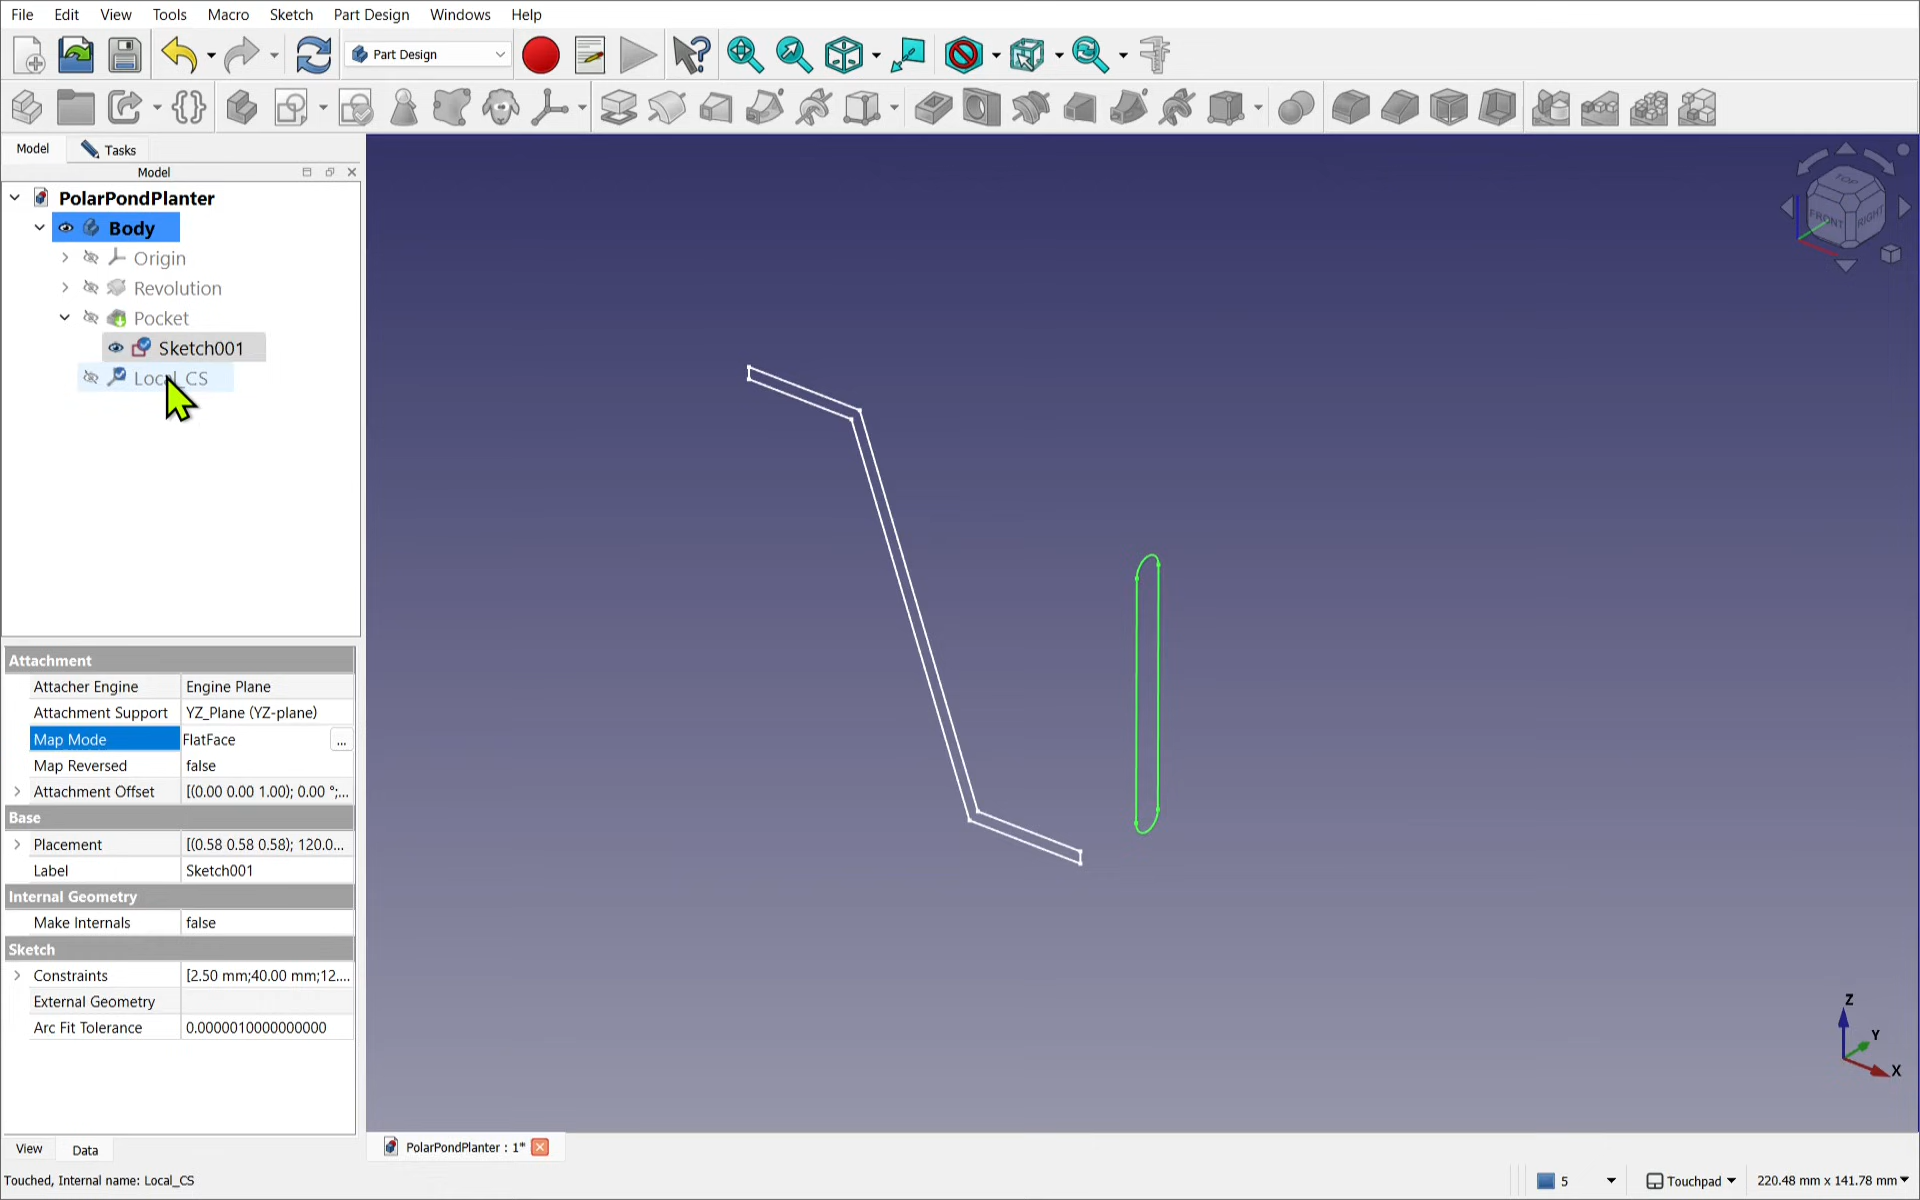 File Edit View Tools Macro Sketch Part Design Windows Help
Part Design
Model Tasks
Model
PolarPondPlanter
Body
Origin
Revolution
Pocket
Sketch001
Local_CS
Attachment
Attacher Engine Engine Plane
Attachment Support YZ_Plane (YZ-plane)
Map Mode FlatFace ...
Map Reversed false
Attachment Offset [(0.00 0.00 1.00); 0.00 °;...
Base
Placement [(0.58 0.58 0.58); 120.0...
Label Sketch001
Internal Geometry
Make Internals false
Sketch
Constraints [2.50 mm;40.00 mm;12....
External Geometry
Arc Fit Tolerance 0.0000010000000000
View Data
PolarPondPlanter : 1*
Touched, Internal name: Local_CS
5 Touchpad 220.48 mm x 141.78 mm
TOP
FRONT RIGHT
Z
Y
X